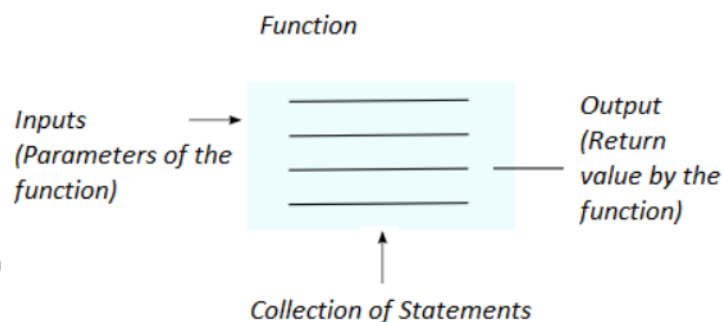 Function
Inputs
(Parameters of the
function)
Output
(Return
value by the
function)
Collection of Statements